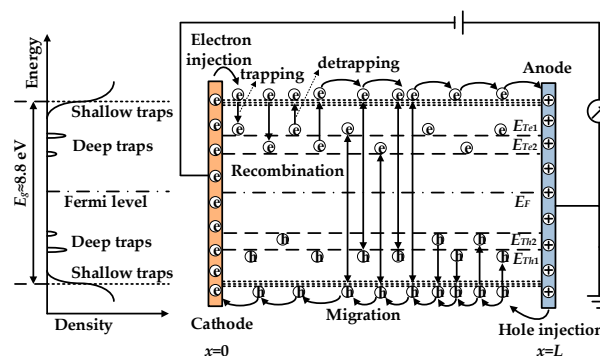 Energy
E_g≈8.8 eV
Shallow traps
Deep traps
Fermi level
Deep traps
Shallow traps
Density
Electron
injection
trapping
detrapping
Anode
e e e e e e e e
e e e e e
e e e e
E_Te1
E_Te2
Recombination
E_F
E_Th2
E_Th1
h h h
h h h h h h h
h h h h h h h h h h
Cathode
Migration
Hole injection
x=0
x=L